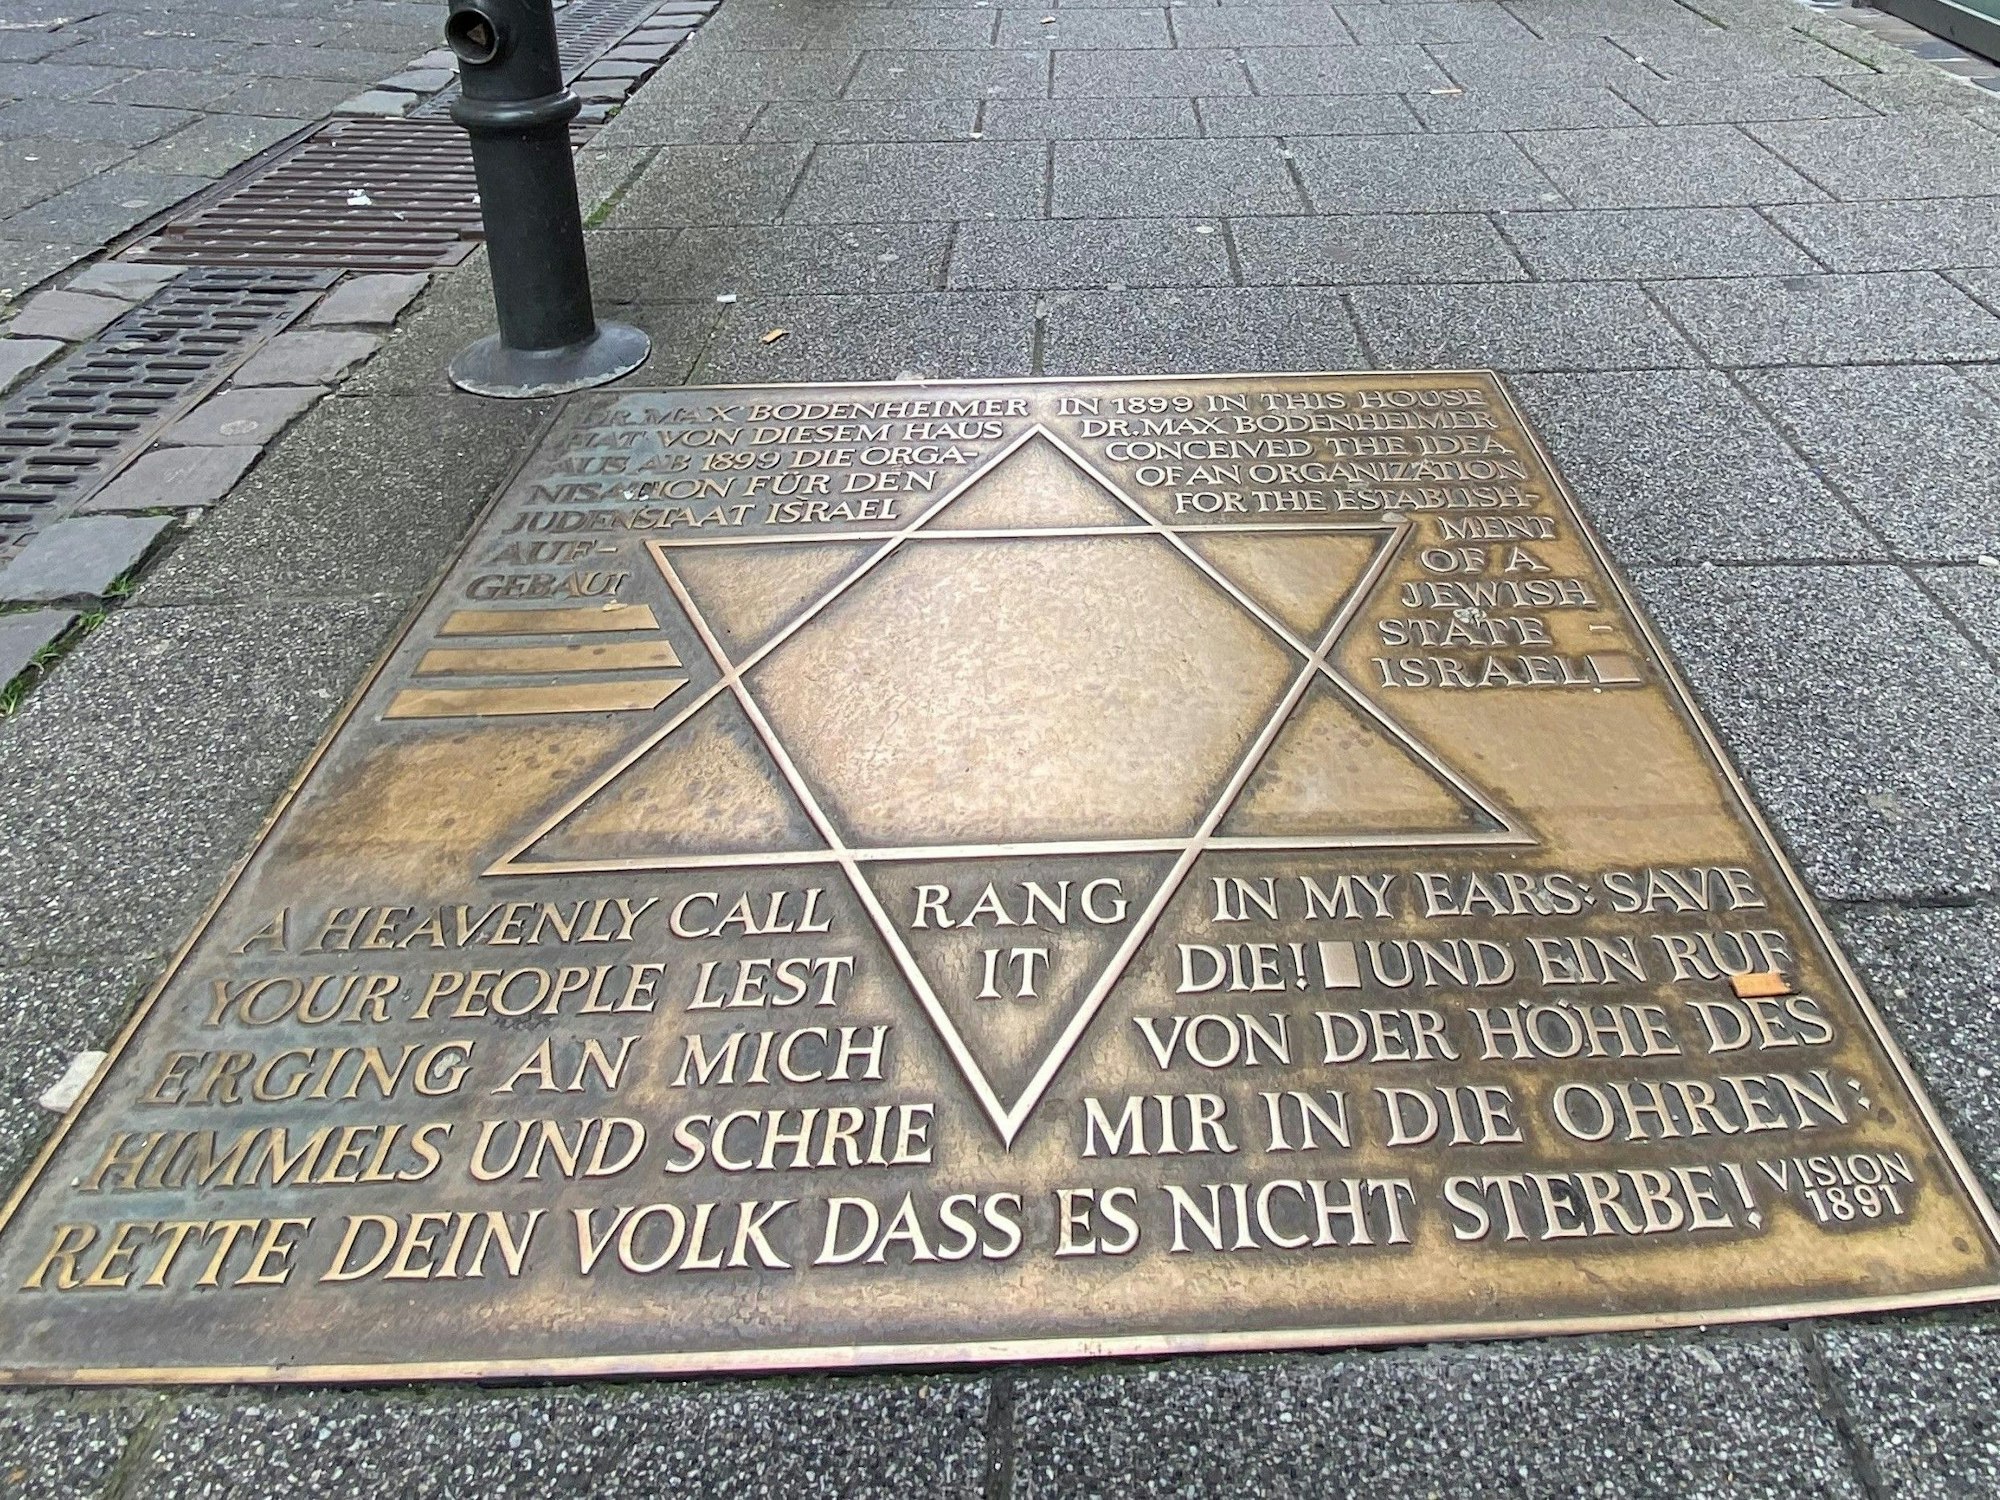 DR. MAX BODENHEIMER
HAT VON DIESEM HAUS
AUS AB 1899 DIE ORGA-
NISATION FÜR DEN
JUDENSTAAT ISRAEL
AUF-
GEBAUT
IN 1899 IN THIS HOUSE
DR. MAX BODENHEIMER
CONCEIVED THE IDEA
OF AN ORGANIZATION
FOR THE ESTABLISH-
MENT
OF A
JEWISH
STATE -
ISRAEL
A HEAVENLY CALL RANG IN MY EARS: SAVE
YOUR PEOPLE LEST IT DIE! UND EIN RUF
ERGING AN MICH VON DER HÖHE DES
HIMMELS UND SCHRIE MIR IN DIE OHREN:
RETTE DEIN VOLK DASS ES NICHT STERBE! VISION
1891